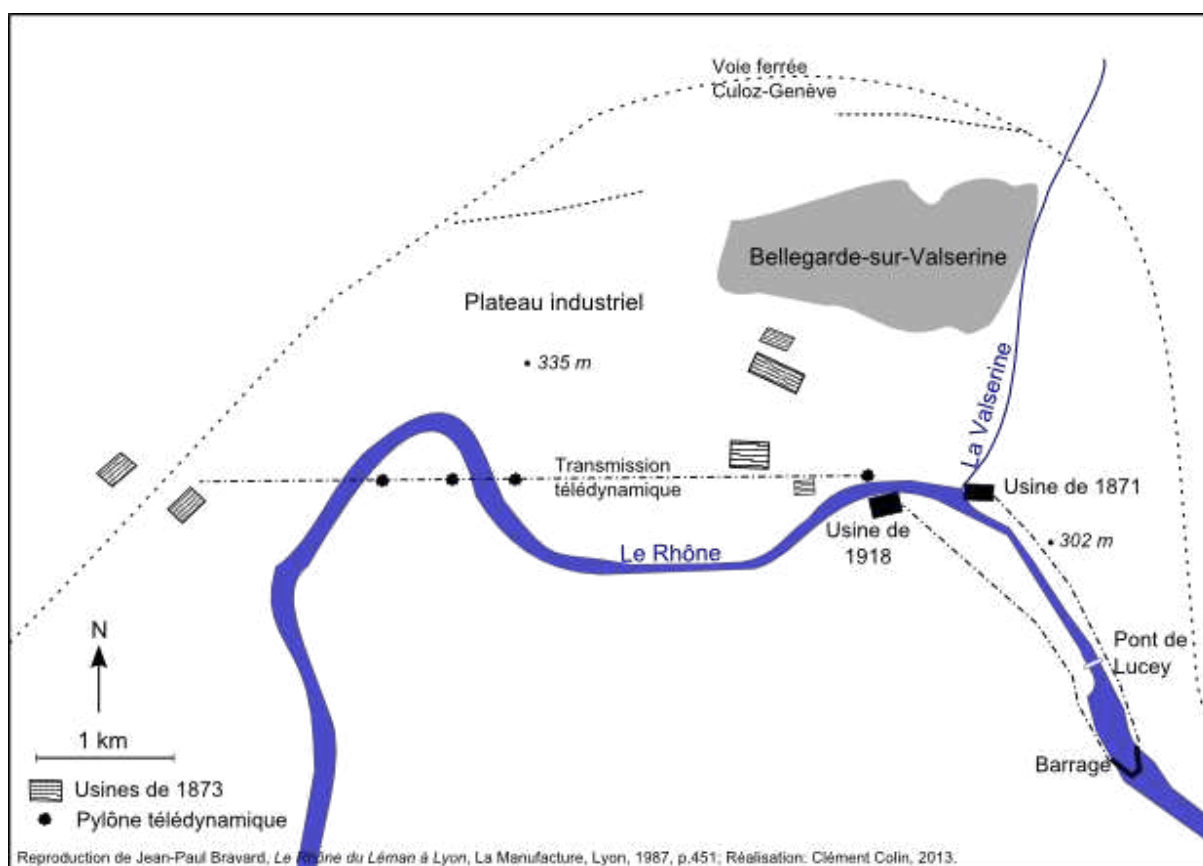 Voie ferrée
Culoz-Genève
Bellegarde-sur-Valserine
Plateau industriel
335 m
La Valserine
Transmission
télédynamique
Usine de 1871
Usine de
1918
302 m
Le Rhône
N
Pont de
Lucey
1 km
Barrage
Usines de 1873
Pylône télédynamique
Reproduction de Jean-Paul Bravard, Le Rhône du Léman à Lyon, La Manufacture, Lyon, 1987, p.451; Réalisation: Clément Colin, 2013.